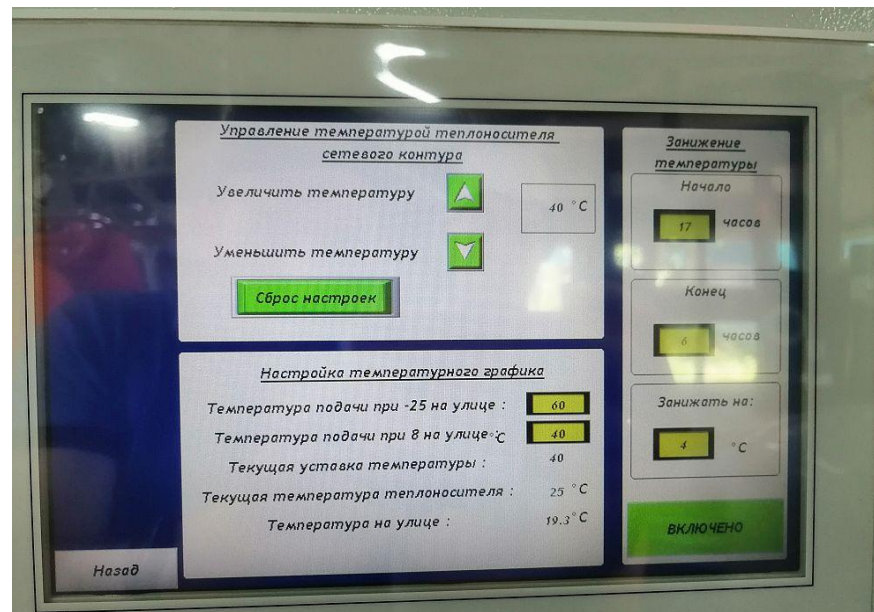 Управление температурой теплоносителя
сетевого контура
Увеличить температуру
40 °C
Уменьшить температуру
Сброс настроек
Настройка температурного графика
Температура подачи при -25 на улице : 60
Температура подачи при 8 на улице °C : 40
Текущая уставка температуры : 40
Текущая температура теплоносителя : 25 °C
Температура на улице : 19.3 °C
Занижение
температуры
Начало
17 часов
Конец
6 часов
Занижать на:
4 °C
ВКЛЮЧЕНО
Назад